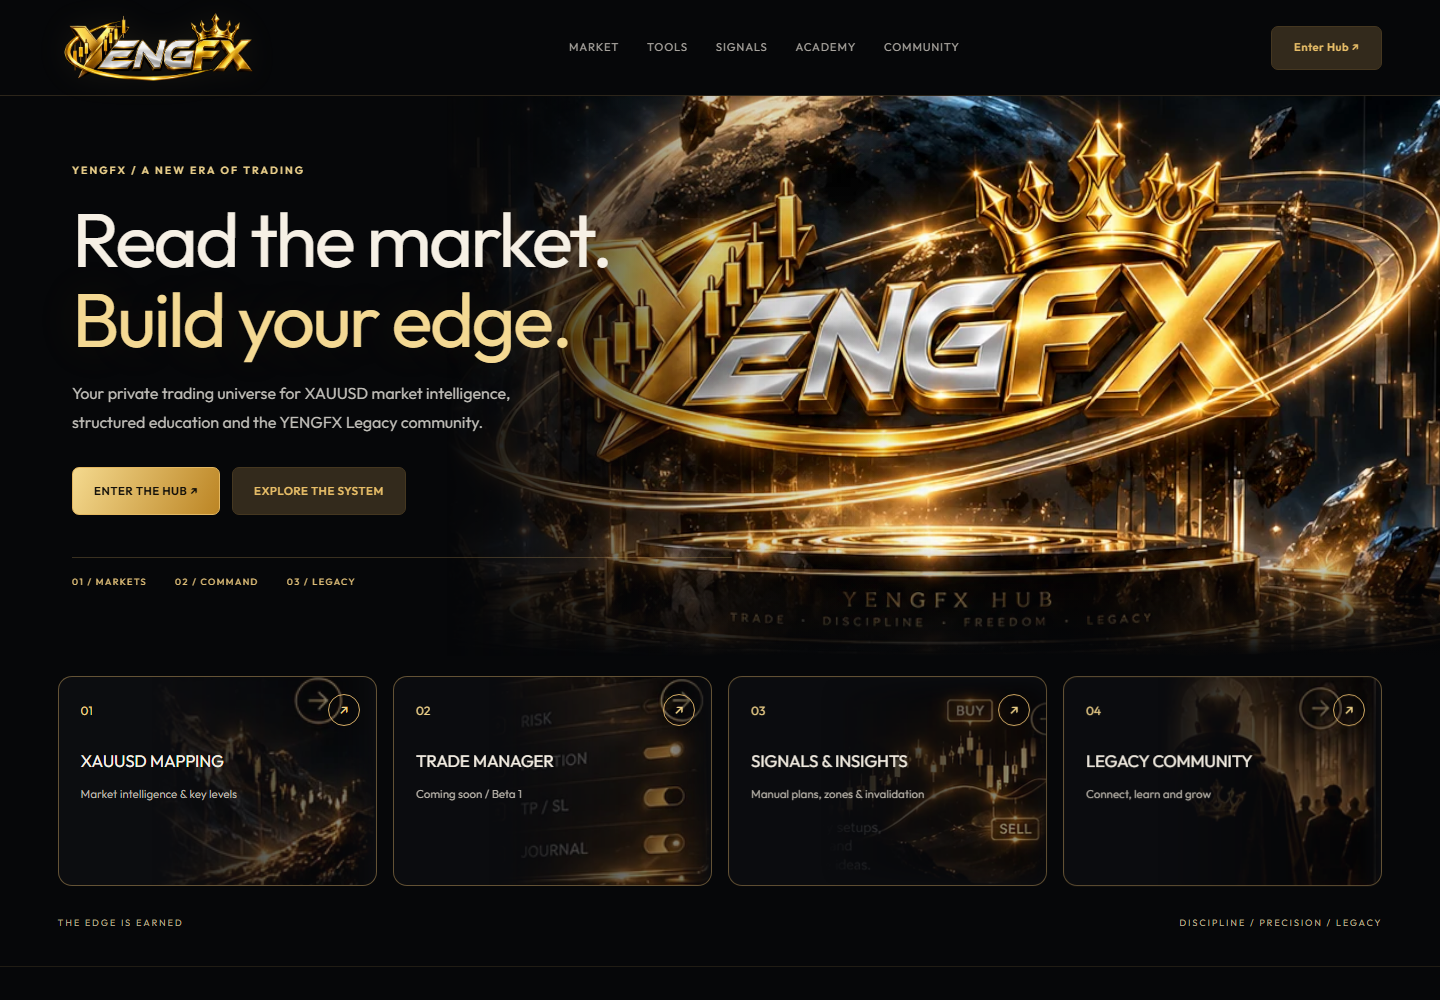 YENGFX
MARKET
TOOLS
SIGNALS
ACADEMY
COMMUNITY
Enter Hub ↗
YENGFX / A NEW ERA OF TRADING
Read the market.
Build your edge.
Your private trading universe for XAUUSD market intelligence,
structured education and the YENGFX Legacy community.
ENTER THE HUB ↗
EXPLORE THE SYSTEM
01 / MARKETS
02 / COMMAND
03 / LEGACY
YENGFX
YENGFX HUB
TRADE · DISCIPLINE · FREEDOM · LEGACY
01
XAUUSD MAPPING
Market intelligence & key levels
02
RISK
TRADE MANAGER
Coming soon / Beta 1
TP / SL
JOURNAL
03
BUY
SIGNALS & INSIGHTS
Manual plans, zones & invalidation
setups,
SELL
ideas.
04
LEGACY COMMUNITY
Connect, learn and grow
THE EDGE IS EARNED
DISCIPLINE / PRECISION / LEGACY